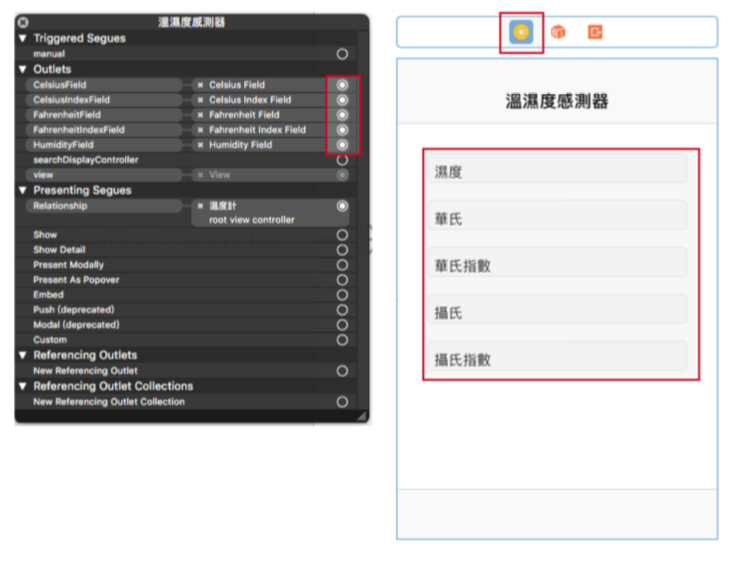 溫濕度感測器
Triggered Segues
manual
Outlets
CelsiusField Celsius Field
CelsiusIndexField Celsius Index Field
FahrenheitField Fahrenheit Field
FahrenheitIndexField Fahrenheit Index Field
HumidityField Humidity Field
searchDisplayController
view View
Presenting Segues
Relationship 溫度計
root view controller
Show
Show Detail
Present Modally
Present As Popover
Embed
Push (deprecated)
Modal (deprecated)
Custom
Referencing Outlets
New Referencing Outlet
Referencing Outlet Collections
New Referencing Outlet Collection
溫濕度感測器
濕度
華氏
華氏指數
攝氏
攝氏指數